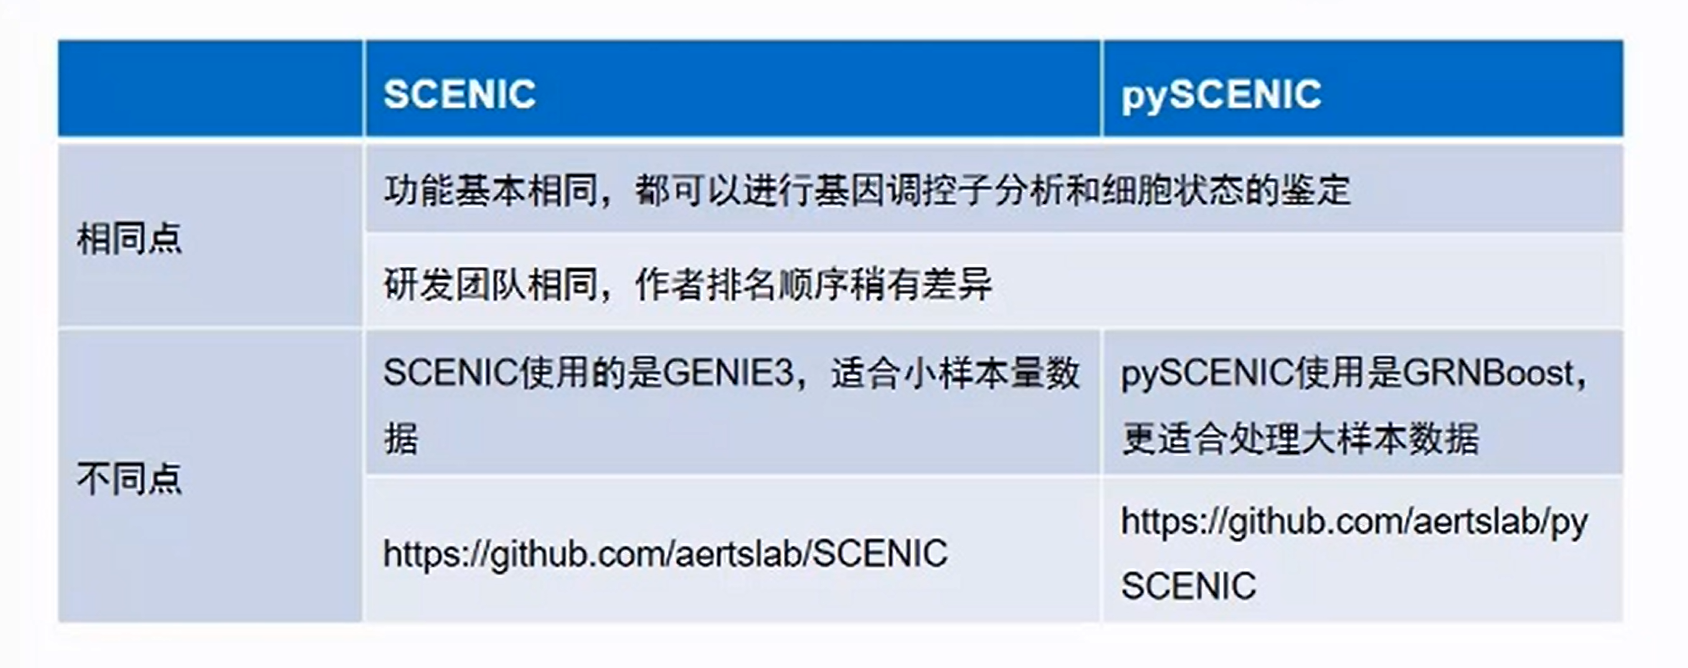 SCENIC
pySCENIC
相同点
功能基本相同，都可以进行基因调控子分析和细胞状态的鉴定
研发团队相同，作者排名顺序稍有差异
不同点
SCENIC使用的是GENIE3，适合小样本量数
据
pySCENIC使用是GRNBoost，
更适合处理大样本数据
https://github.com/aertslab/SCENIC
https://github.com/aertslab/py
SCENIC